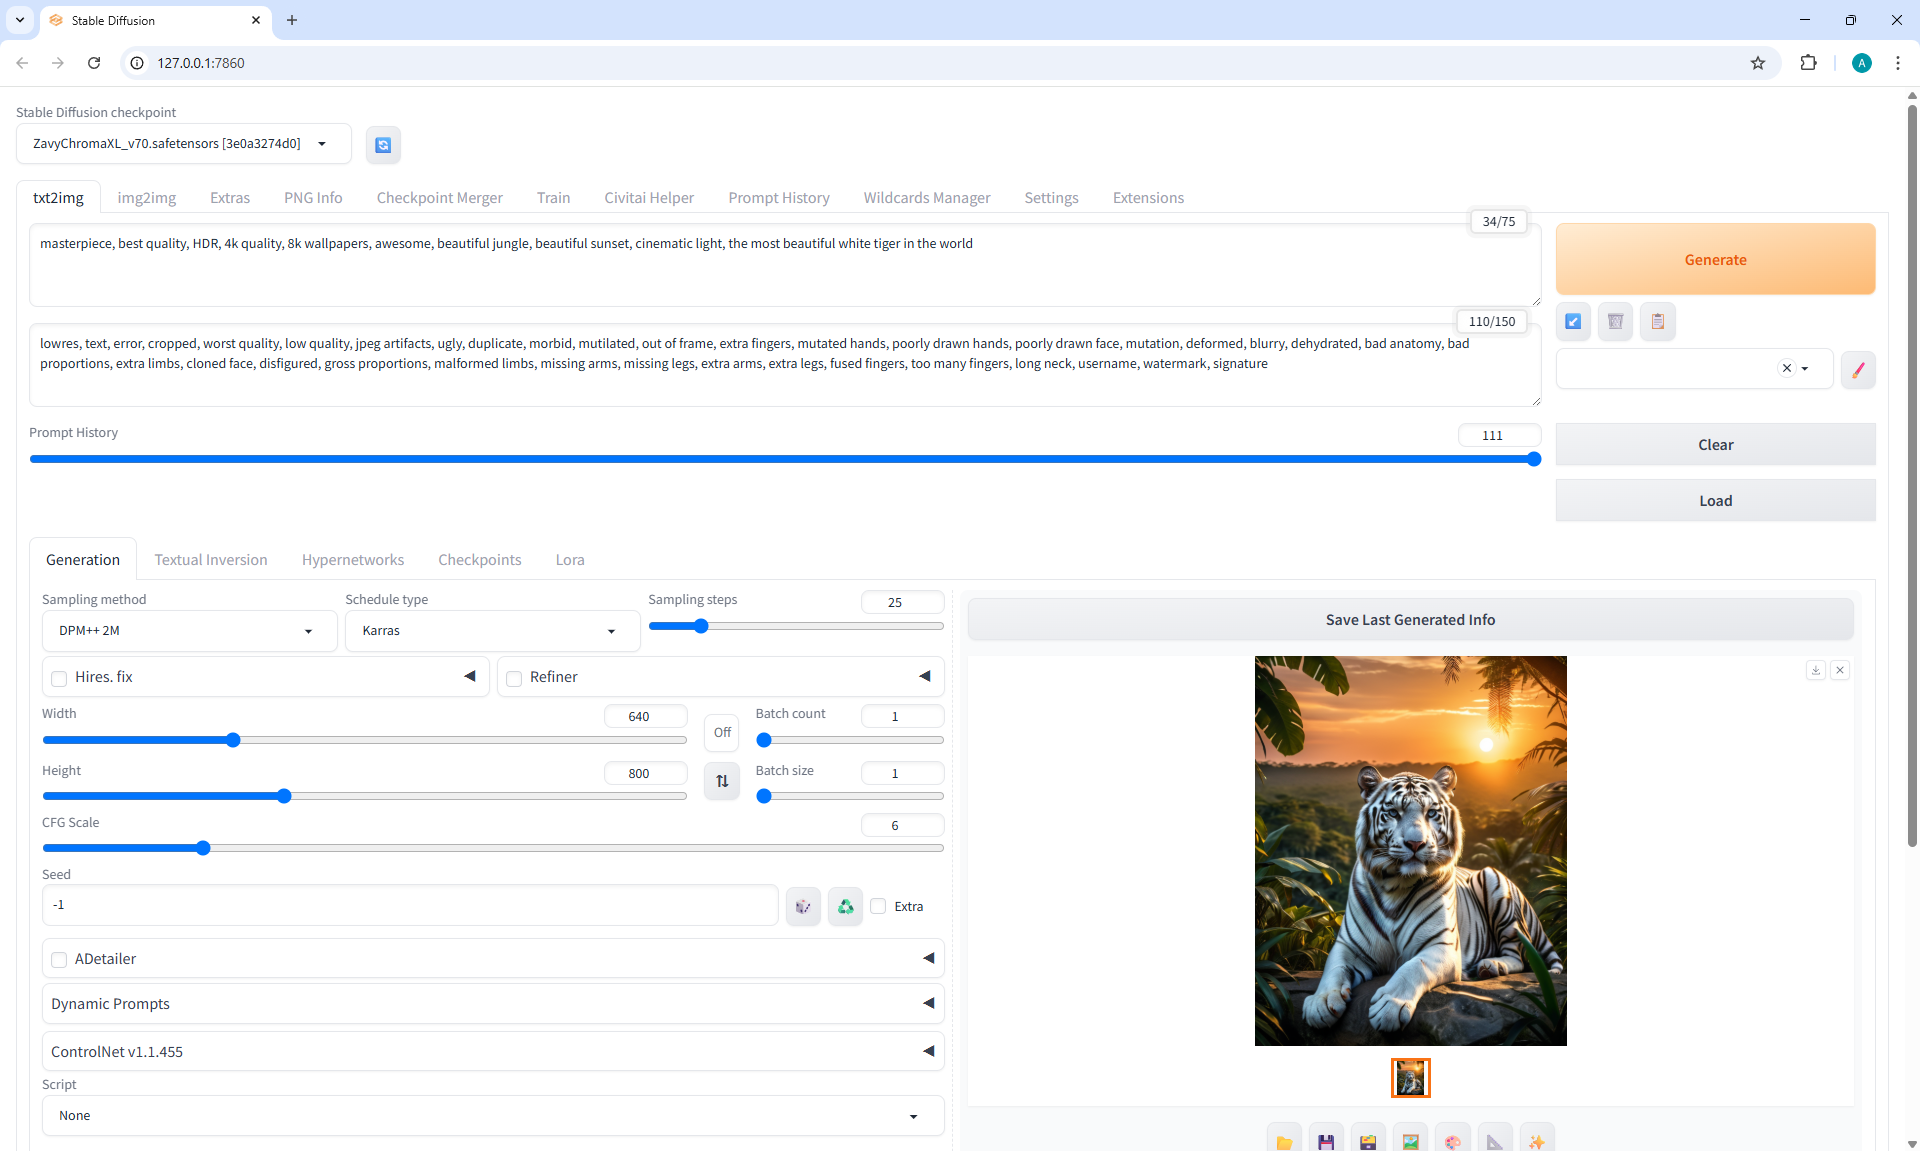 Stable Diffusion
127.0.0.1:7860
A
Stable Diffusion checkpoint
ZavyChromaXL_v70.safetensors [3e0a3274d0]
txt2img img2img Extras PNG Info Checkpoint Merger Train Civitai Helper Prompt History Wildcards Manager Settings Extensions
34/75
masterpiece, best quality, HDR, 4k quality, 8k wallpapers, awesome, beautiful jungle, beautiful sunset, cinematic light, the most beautiful white tiger in the world
Generate
110/150
lowres, text, error, cropped, worst quality, low quality, jpeg artifacts, ugly, duplicate, morbid, mutilated, out of frame, extra fingers, mutated hands, poorly drawn hands, poorly drawn face, mutation, deformed, blurry, dehydrated, bad anatomy, bad
proportions, extra limbs, cloned face, disfigured, gross proportions, malformed limbs, missing arms, missing legs, extra arms, extra legs, fused fingers, too many fingers, long neck, username, watermark, signature
Prompt History 111
Clear
Load
Generation Textual Inversion Hypernetworks Checkpoints Lora
Sampling method Schedule type Sampling steps 25
DPM++ 2M Karras
Save Last Generated Info
Hires. fix Refiner
Width 640 Off Batch count 1
Height 800 Batch size 1
CFG Scale 6
Seed
-1
Extra
ADetailer
Dynamic Prompts
ControlNet v1.1.455
Script
None